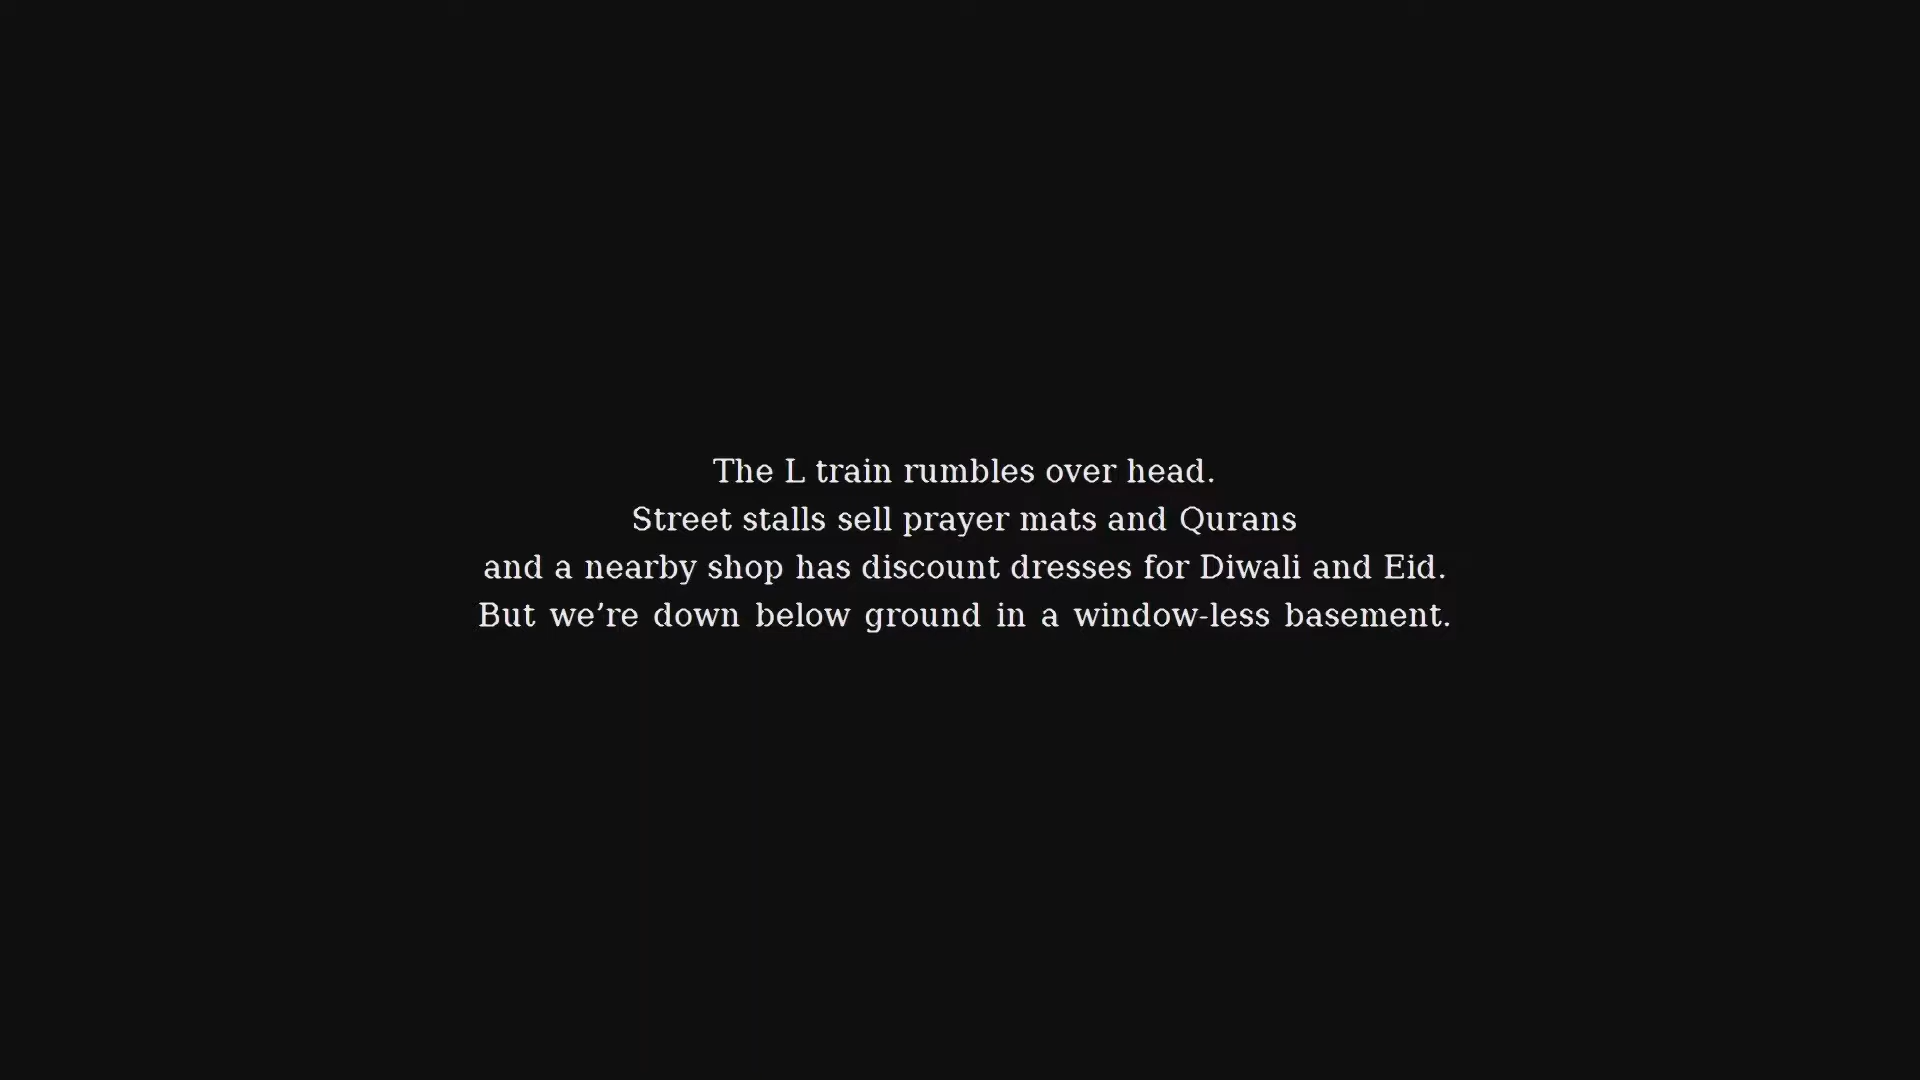 The L train rumbles over head.
Street stalls sell prayer mats and Qurans
and a nearby shop has discount dresses for Diwali and Eid.
But we’re down below ground in a window-less basement.